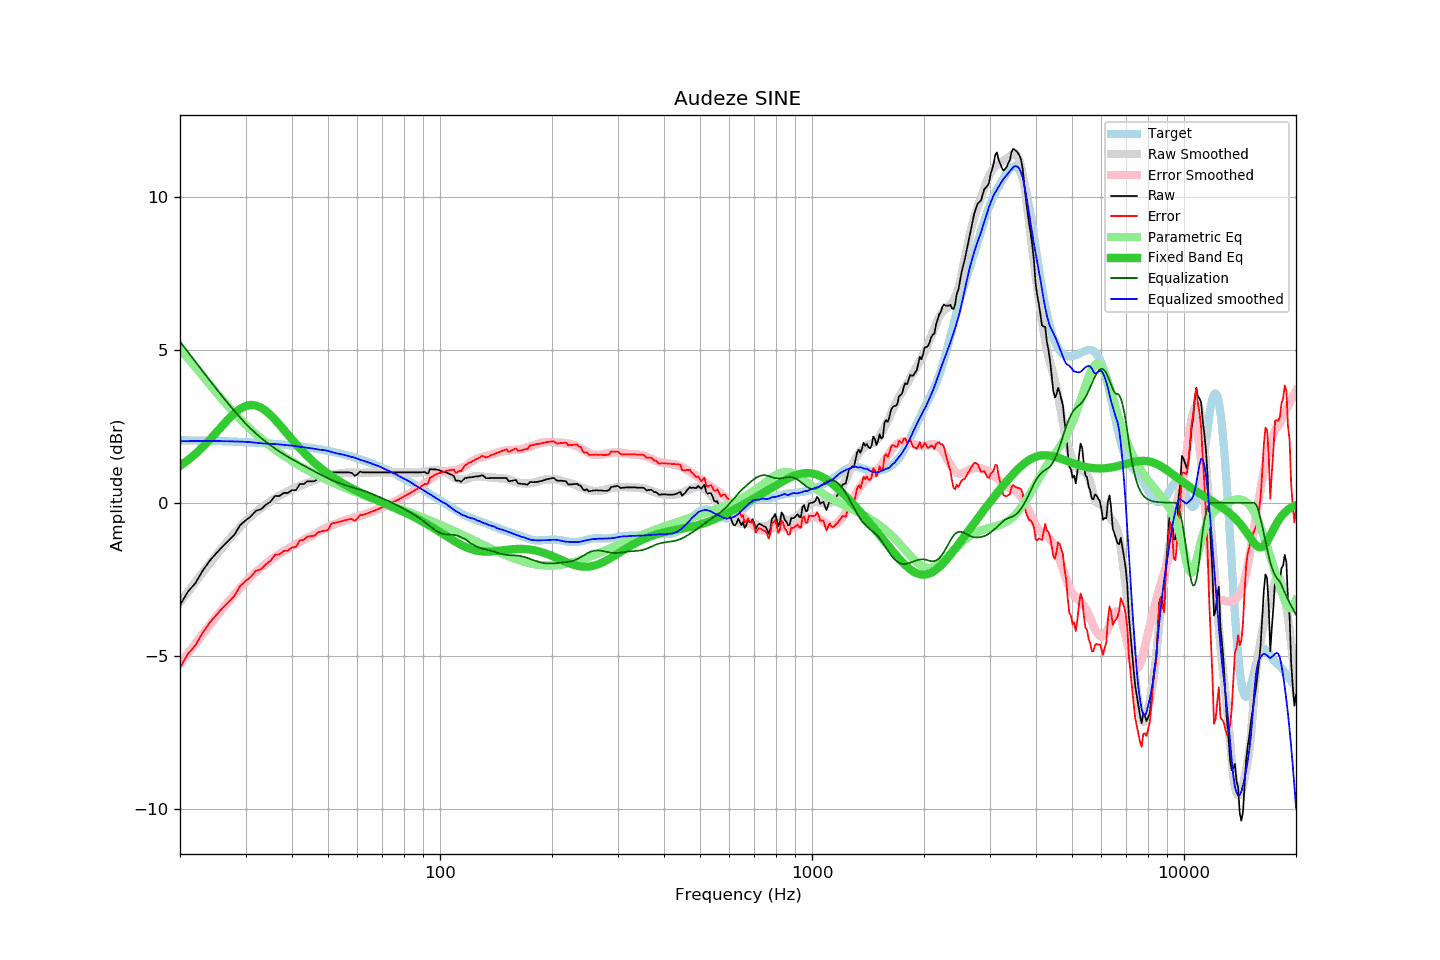 Audeze SINE
Target
Raw Smoothed
Error Smoothed
Raw
Error
Parametric Eq
Fixed Band Eq
Equalization
Equalized smoothed
10
5
0
−5
−10
Amplitude (dBr)
100
1000
10000
Frequency (Hz)